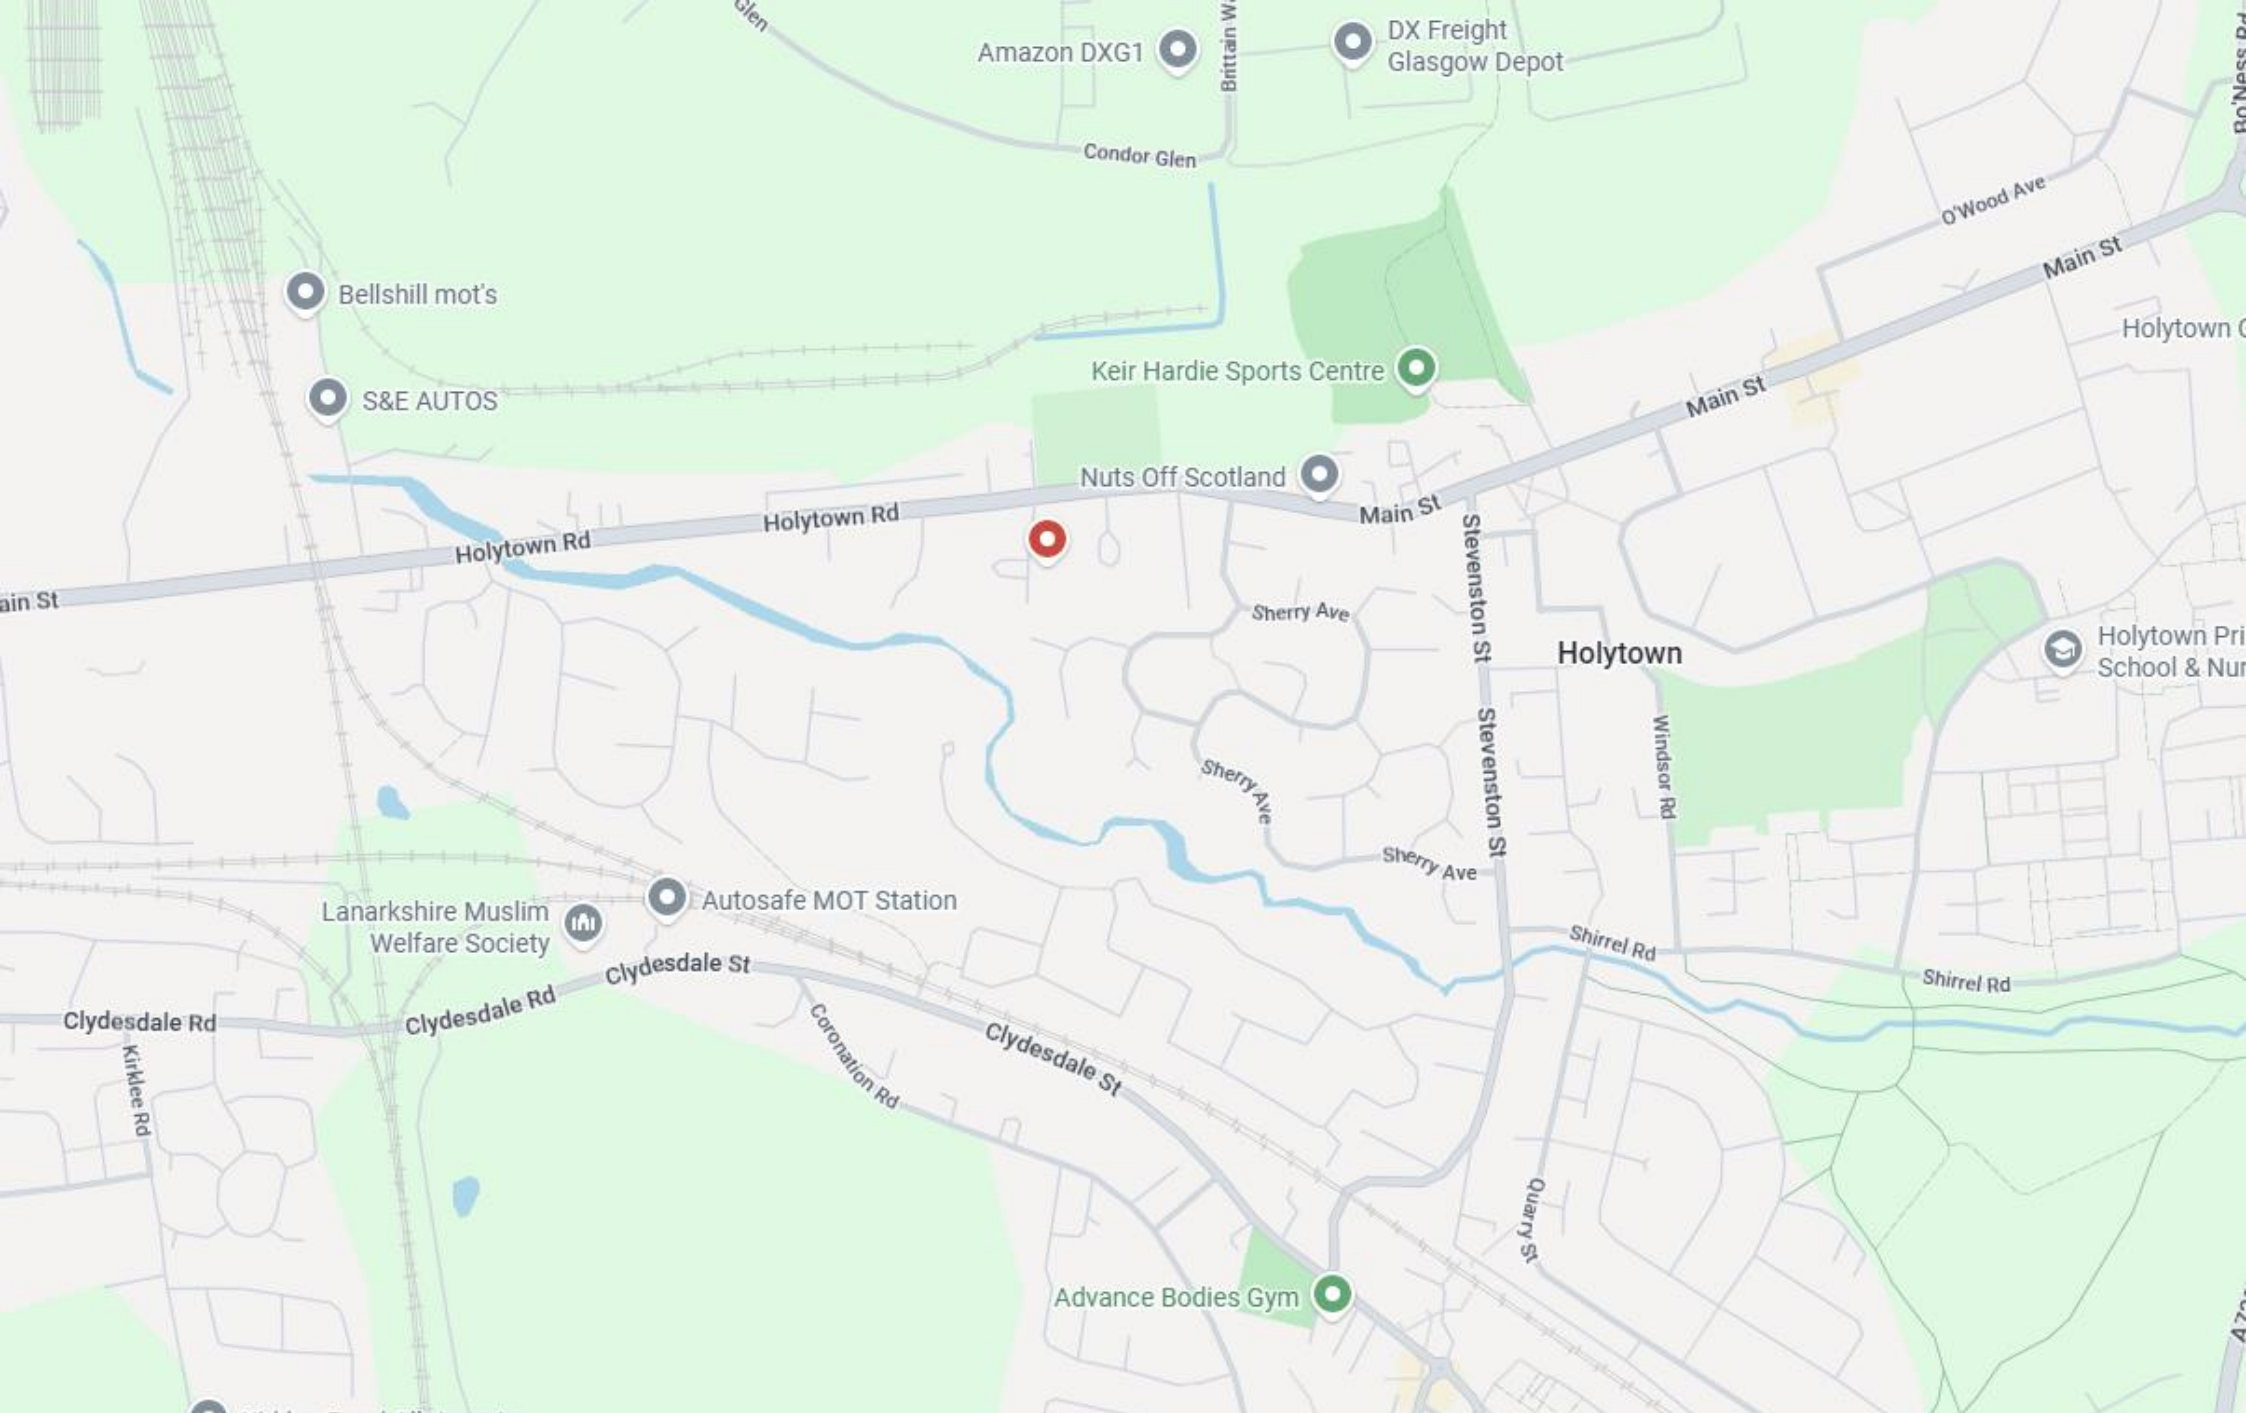 Glen
Brittain Wa
DX Freight
Glasgow Depot
Amazon DXG1
Bo'Ness Rd
Condor Glen
O'Wood Ave
Main St
Bellshill mot's
Holytown C
Keir Hardie Sports Centre
Main St
S&E AUTOS
Nuts Off Scotland
Main St
Holytown Rd
Holytown Rd
ain St
Stevenston St
Sherry Ave
Holytown
Holytown Pri
School & Nur
Windsor Rd
Stevenston St
Sherry Ave
Sherry Ave
Autosafe MOT Station
Lanarkshire Muslim
Welfare Society
Shirrel Rd
Clydesdale St
Shirrel Rd
Clydesdale Rd
Clydesdale Rd
Coronation Rd
Clydesdale St
Kirklee Rd
Quarry St
Advance Bodies Gym